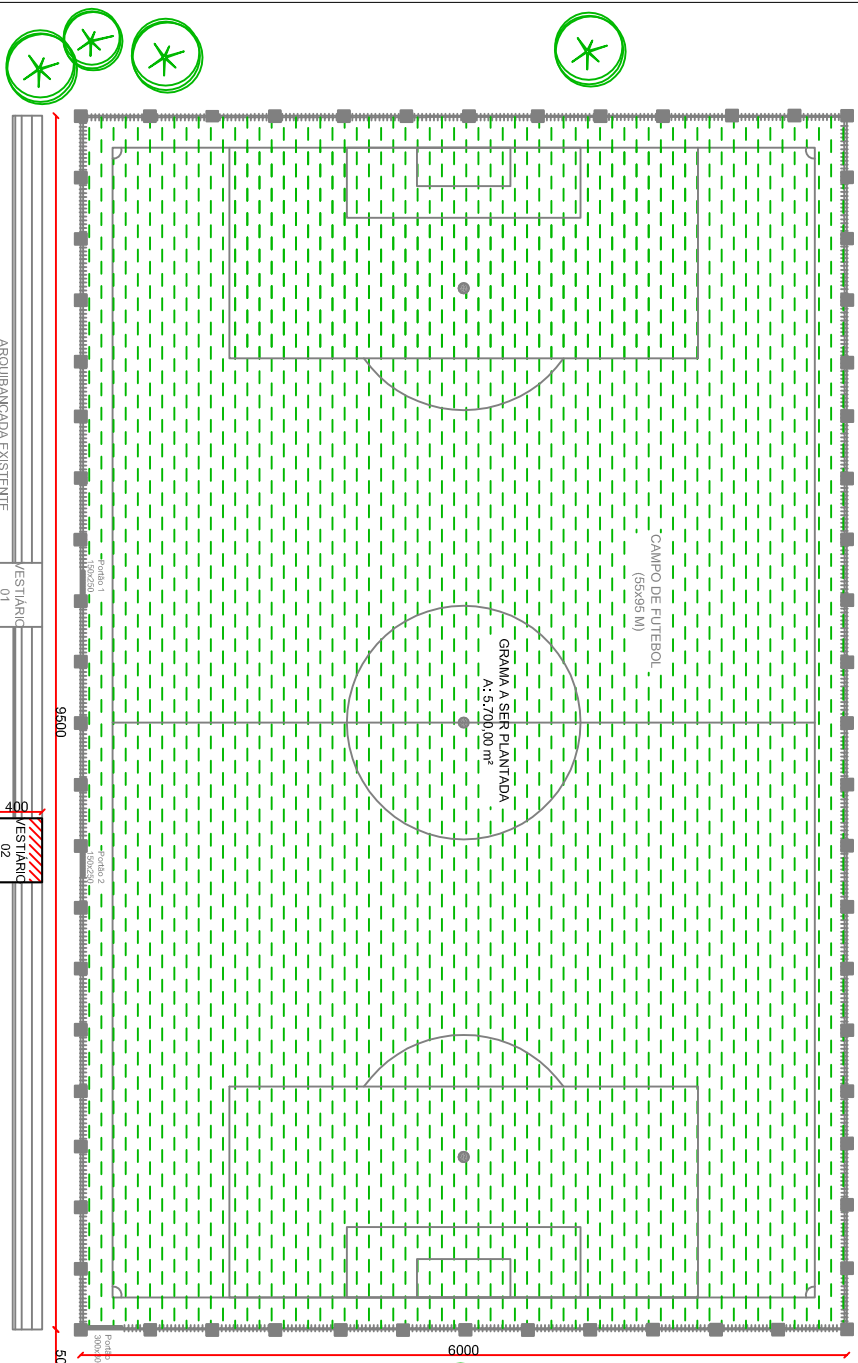 CAMPO DE FUTEBOL
(55x95 M)
GRAMA A SER PLANTADA
A: 5.700,00 m²
Portão 1
150x250
Portão 2
150x250
Portão
ARQUIBANCADA EXISTENTE
VESTIÁRIO
01
VESTIÁRIO
02
9500
400
6000